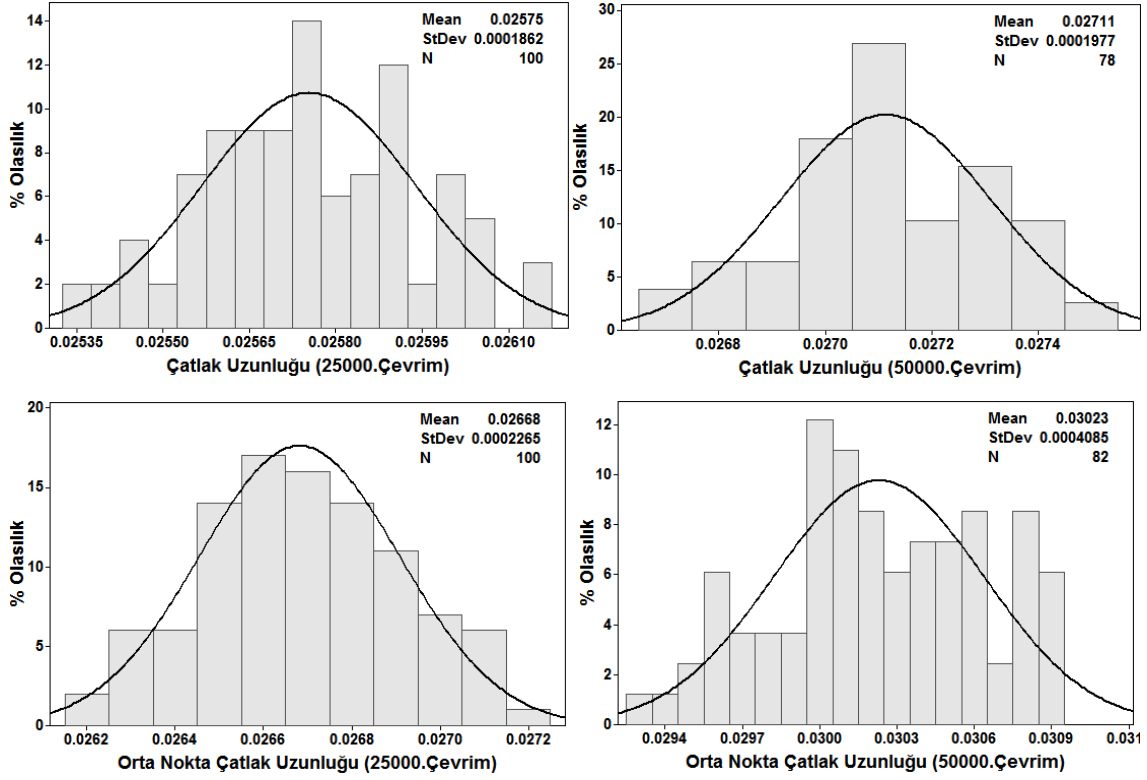 Mean 0.02575
StDev 0.0001862
N 100
% Olasılık
14
12
10
8
6
4
2
0
0.02535 0.02550 0.02565 0.02580 0.02595 0.02610
Çatlak Uzunluğu (25000.Çevrim)
Mean 0.02711
StDev 0.0001977
N 78
% Olasılık
30
25
20
15
10
5
0
0.0268 0.0270 0.0272 0.0274
Çatlak Uzunluğu (50000.Çevrim)
Mean 0.02668
StDev 0.0002265
N 100
% Olasılık
20
15
10
5
0
0.0262 0.0264 0.0266 0.0268 0.0270 0.0272
Orta Nokta Çatlak Uzunluğu (25000.Çevrim)
Mean 0.03023
StDev 0.0004085
N 82
% Olasılık
12
10
8
6
4
2
0
0.0294 0.0297 0.0300 0.0303 0.0306 0.0309 0.031
Orta Nokta Çatlak Uzunluğu (50000.Çevrim)